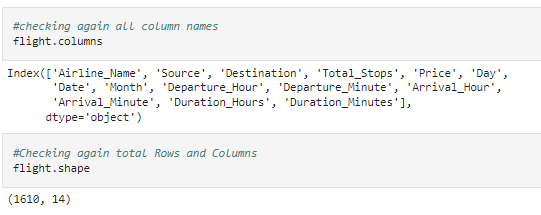 #checking again all column names
flight.columns
Index(['Airline_Name', 'Source', 'Destination', 'Total_Stops', 'Price', 'Day',
'Date', 'Month', 'Departure_Hour', 'Departure_Minute', 'Arrival_Hour',
'Arrival_Minute', 'Duration_Hours', 'Duration_Minutes'],
dtype='object')
#Checking again total Rows and Columns
flight.shape
(1610, 14)